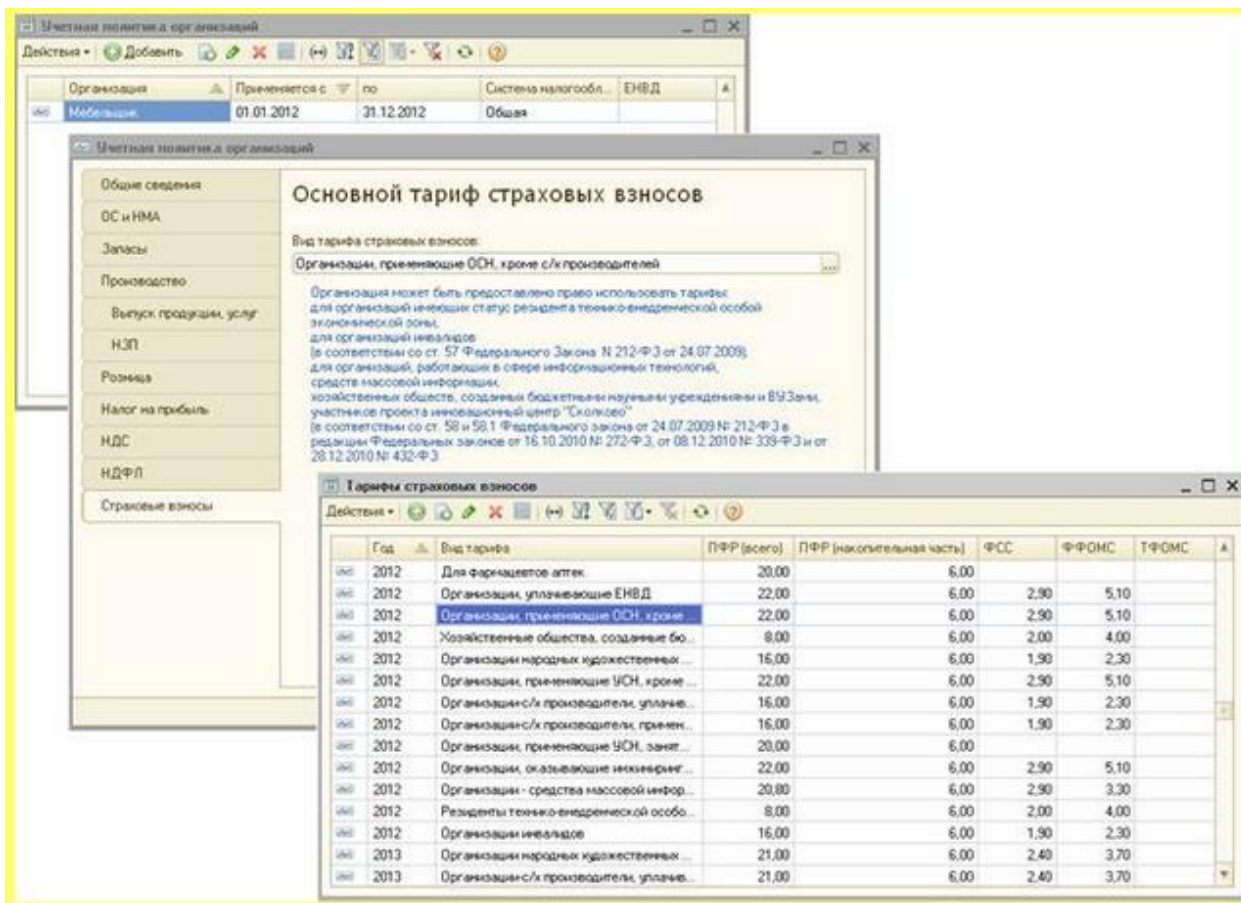 Учетная политика организаций
Действия Добавить
Организация Применяется с по Система налогообл... ЕНВД
Мебельщик 01.01.2012 31.12.2012 Общая
Учетная политика организаций
Общие сведения
ОС и НМА
Запасы
Производство
Выпуск продукции, услуг
НЗП
Розница
Налог на прибыль
НДС
НДФЛ
Страховые взносы
Основной тариф страховых взносов
Вид тарифа страховых взносов:
Организации, применяющие ОСН, кроме с/х производителей ...
Организация может быть предоставлено право использовать тарифы:
для организаций имеющих статус резидента технико-внедренческой особой
экономической зоны,
для организаций инвалидов
(в соответствии со ст. 57 Федерального Закона N 212-ФЗ от 24.07.2009)
для организаций, работающих в сфере информационных технологий,
средств массовой информации,
хозяйственных обществ, созданных бюджетными научными учреждениями и ВУЗами,
участников проекта инновационный центр "Сколково"
(в соответствии со ст. 58 и 58.1 Федерального закона от 24.07.2009 № 212-ФЗ в
редакции Федеральных законов от 16.10.2010 № 272-ФЗ, от 08.12.2010 № 339-ФЗ и от
28.12.2010 № 432-ФЗ
Тарифы страховых взносов
Действия
Год Вид тарифа ПФР (всего) ПФР (накопительная часть) ФСС ФФОМС ТФОМС
2012 Для фармацевтов аптек 20,00 6,00
2012 Организации, уплачивающие ЕНВД 22,00 6,00 2,90 5,10
2012 Организации, применяющие ОСН, кроме ... 22,00 6,00 2,90 5,10
2012 Хозяйственные общества, созданные бю... 8,00 6,00 2,00 4,00
2012 Организации народных художественных ... 16,00 6,00 1,90 2,30
2012 Организации, применяющие УСН, кроме ... 22,00 6,00 2,90 5,10
2012 Организации-с/х производители, уплачив... 16,00 6,00 1,90 2,30
2012 Организации-с/х производители, примен... 16,00 6,00 1,90 2,30
2012 Организации, применяющие УСН, занят... 20,00 6,00
2012 Организации, оказывающие инжиниринг... 22,00 6,00 2,90 5,10
2012 Организации - средства массовой инфор... 20,80 6,00 2,90 3,30
2012 Резиденты технико-внедренческой особо... 8,00 6,00 2,00 4,00
2012 Организации инвалидов 16,00 6,00 1,90 2,30
2013 Организации народных художественных ... 21,00 6,00 2,40 3,70
2013 Организации-с/х производители, уплачив... 21,00 6,00 2,40 3,70